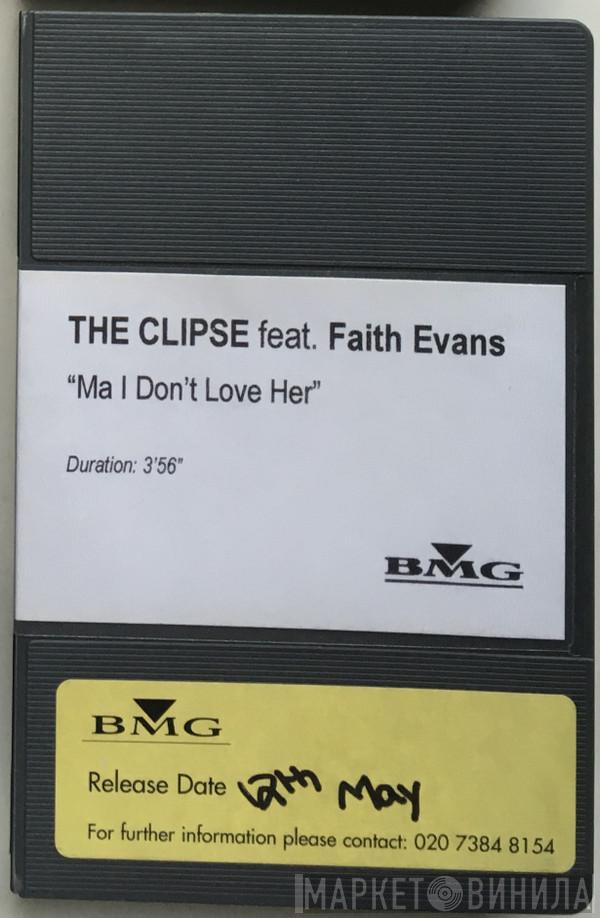 THE CLIPSE feat. Faith Evans
“Ma I Don’t Love Her”
Duration: 3’56”
BMG
BMG
Release Date 12th May
For further information please contact: 020 7384 8154
МАРКЕТ ВИНИЛА